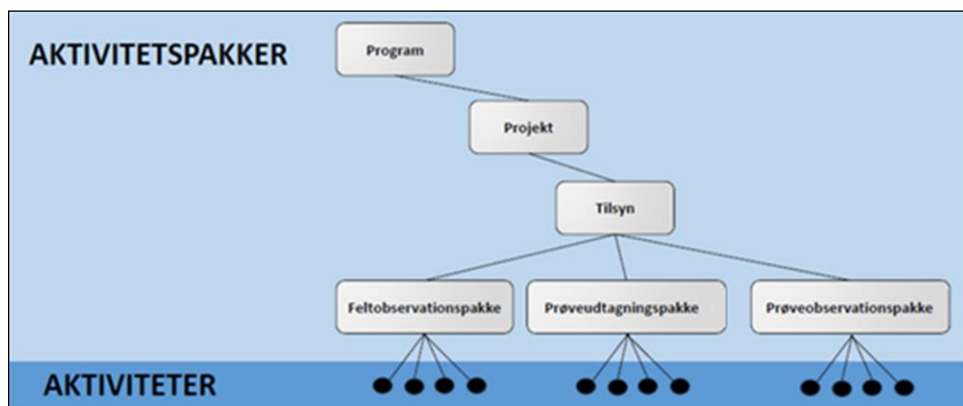 AKTIVITETSPAKKER
Program
Projekt
Tilsyn
Feltobservationspakke
Prøveudtagningspakke
Prøveobservationspakke
AKTIVITETER